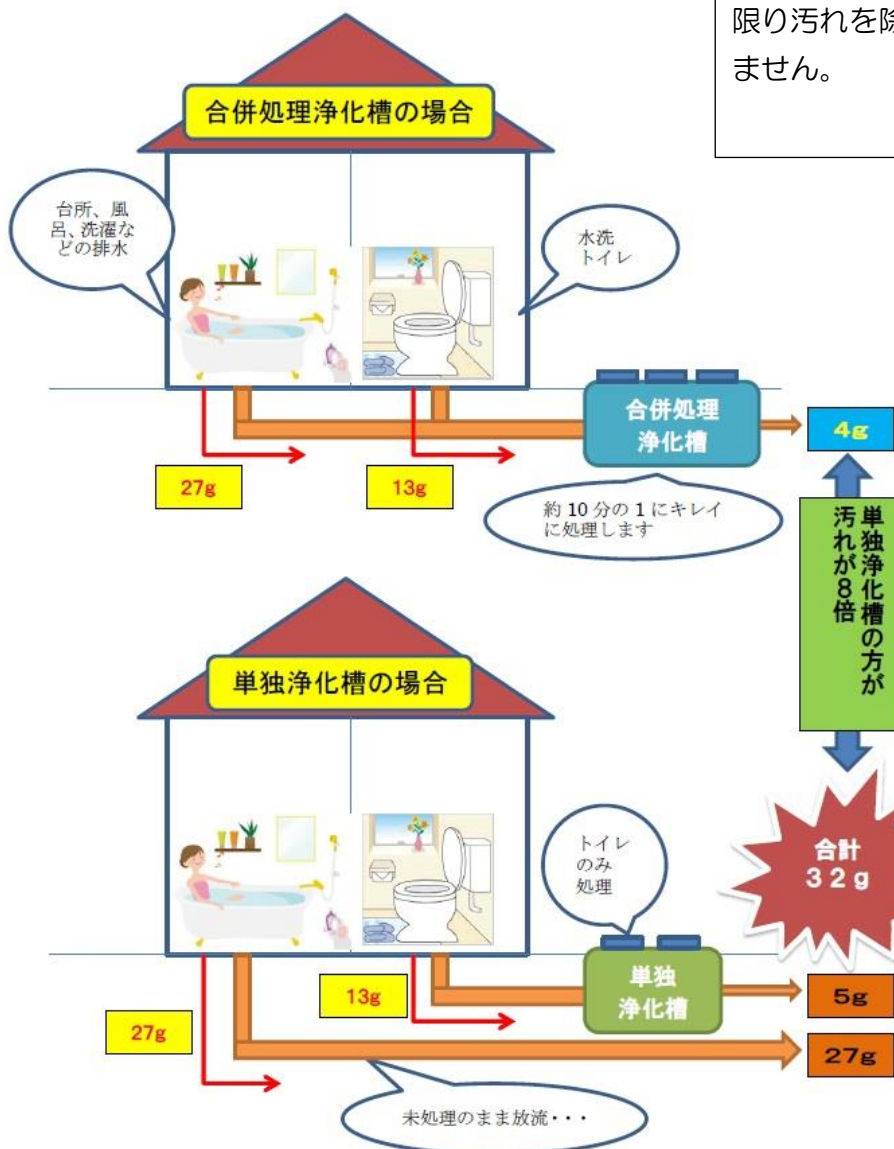 限り汚れを除
ません。
合併処理浄化槽の場合
台所、風
呂、洗濯な
どの排水
水洗
トイレ
合併処理
浄化槽
4g
27g
13g
約 10 分の 1 にキレイ
に処理します
単独浄化槽の方が
汚れが8倍
単独浄化槽の場合
トイレ
のみ
処理
合計
32g
単独
浄化槽
13g
5g
27g
27g
未処理のまま放流・・・